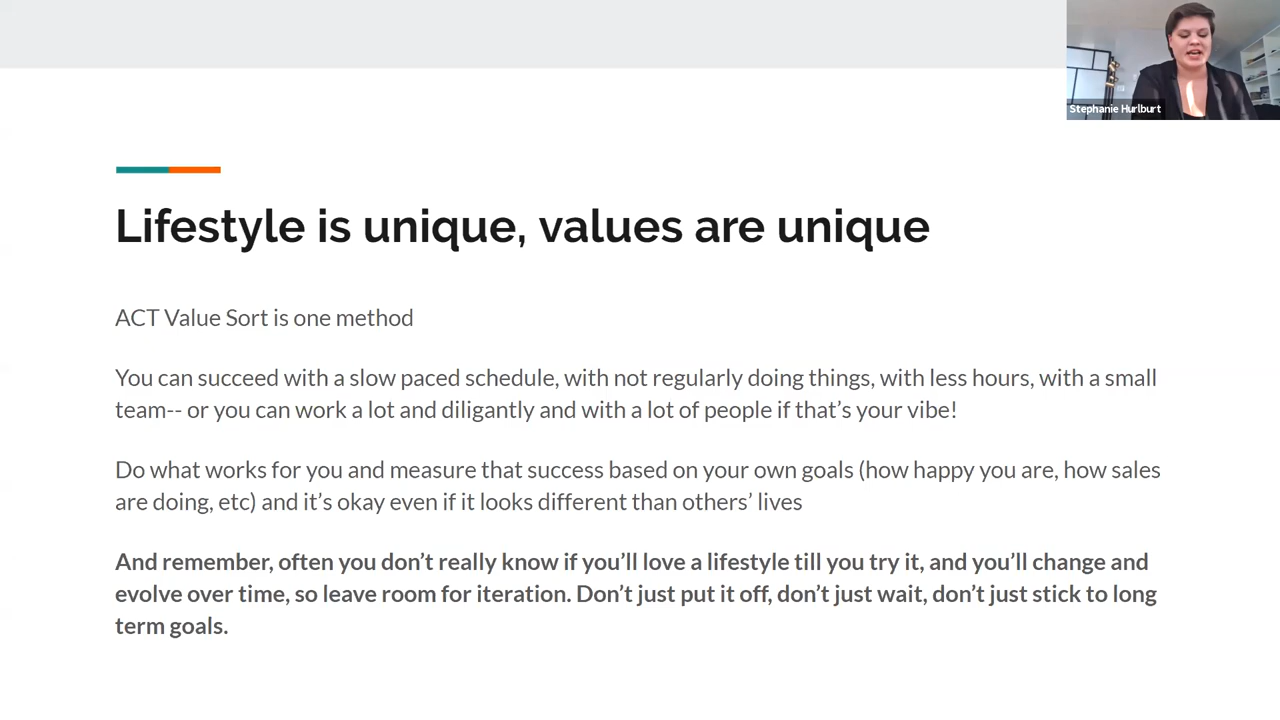 Stephanie Hurlburt
Lifestyle is unique, values are unique
ACT Value Sort is one method
You can succeed with a slow paced schedule, with not regularly doing things, with less hours, with a small
team-- or you can work a lot and diligantly and with a lot of people if that’s your vibe!
Do what works for you and measure that success based on your own goals (how happy you are, how sales
are doing, etc) and it’s okay even if it looks different than others’ lives
And remember, often you don’t really know if you’ll love a lifestyle till you try it, and you’ll change and
evolve over time, so leave room for iteration. Don’t just put it off, don’t just wait, don’t just stick to long
term goals.